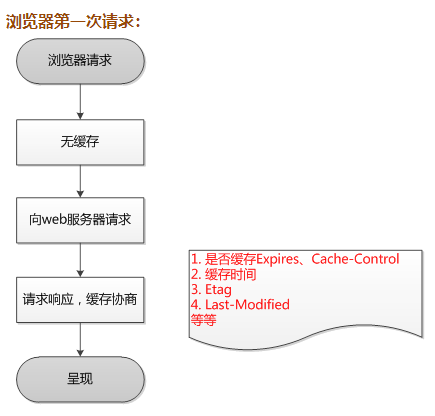 浏览器第一次请求：
浏览器请求
无缓存
向web服务器请求
请求响应，缓存协商
呈现
1. 是否缓存Expires、Cache-Control
2. 缓存时间
3. Etag
4. Last-Modified
等等